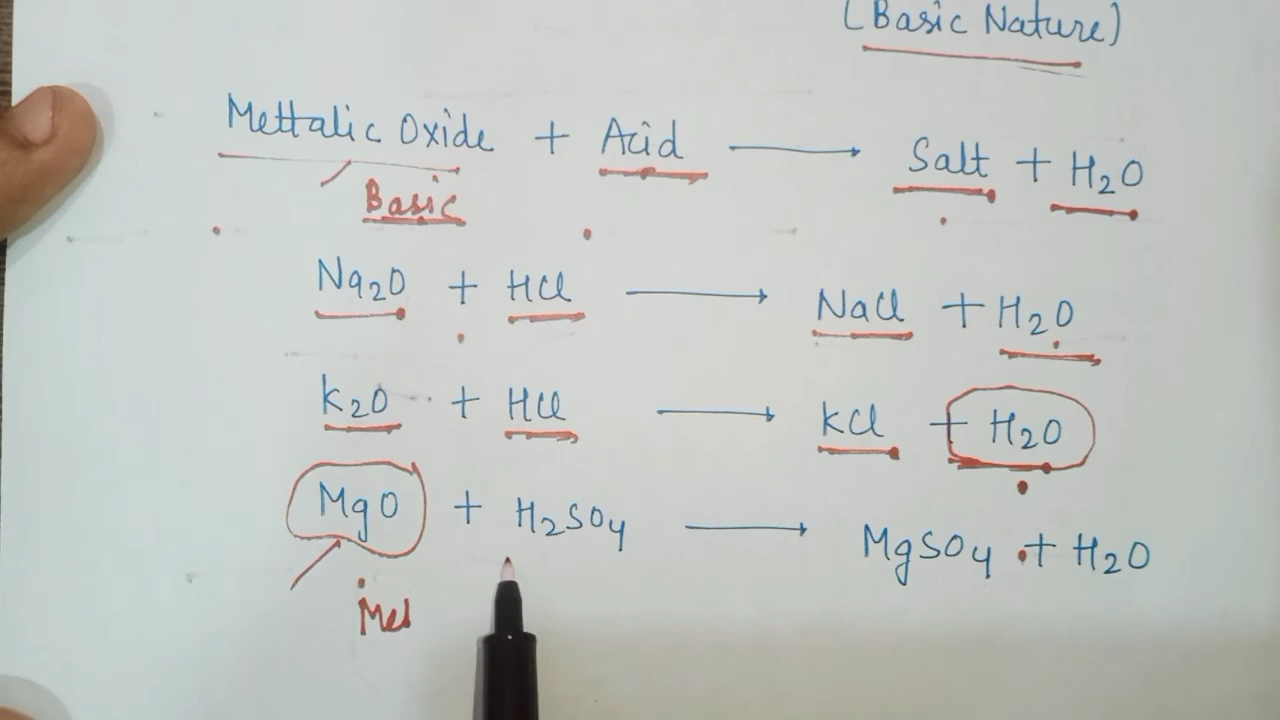 (Basic Nature)
Mettalic Oxide + Acid → Salt + H2O
Basic
Na2O + HCl → NaCl + H2O
K2O + HCl → KCl + H2O
MgO + H2SO4 → MgSO4 + H2O
Met